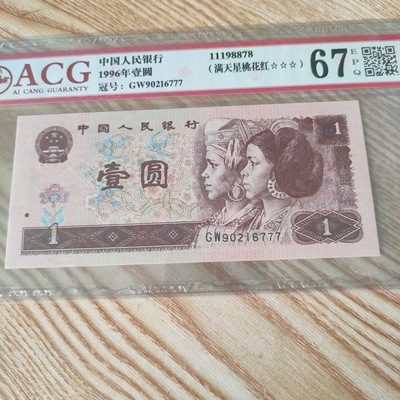 ACG
AI CANG GUARANTY
中国人民银行
1996年壹圆
冠号: GW90216777
11198878
(满天星桃花红☆☆☆)
67
EPQ
中国人民银行
1
壹圆
GW90216777
1
1